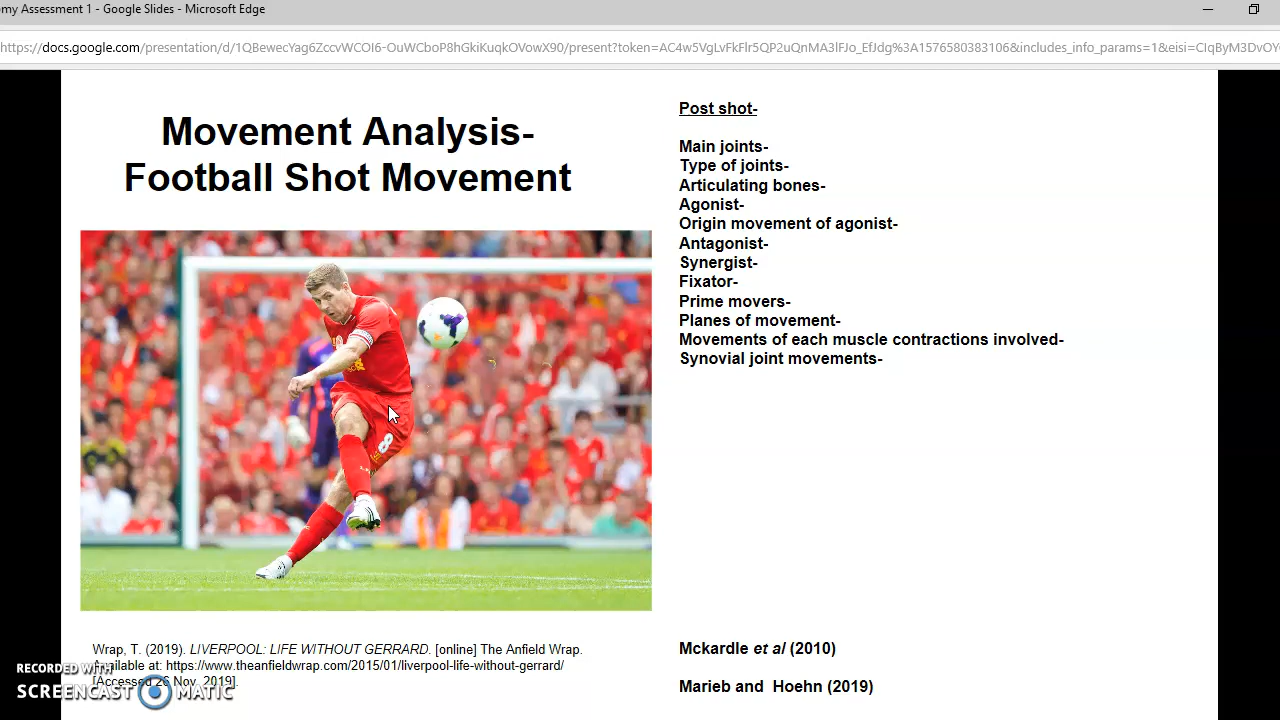 my Assessment 1 - Google Slides - Microsoft Edge
https://docs.google.com/presentation/d/1QBewecYag6ZccvWCOI6-OuWCboP8hGkiKuqkOVowX90/present?token=AC4w5VgLvFkFlr5QP2uQnMA3lFJo_EfJdg%3A1576580383106&includes_info_params=1&eisi=CIqByM3DvOY
Movement Analysis-
Football Shot Movement
8
Wrap, T. (2019). LIVERPOOL: LIFE WITHOUT GERRARD. [online] The Anfield Wrap.
Available at: https://www.theanfieldwrap.com/2015/01/liverpool-life-without-gerrard/
[Accessed 26 Nov. 2019].
Post shot-
Main joints-
Type of joints-
Articulating bones-
Agonist-
Origin movement of agonist-
Antagonist-
Synergist-
Fixator-
Prime movers-
Planes of movement-
Movements of each muscle contractions involved-
Synovial joint movements-
Mckardle et al (2010)
Marieb and  Hoehn (2019)
RECORDED WITH
SCREENCAST MATIC